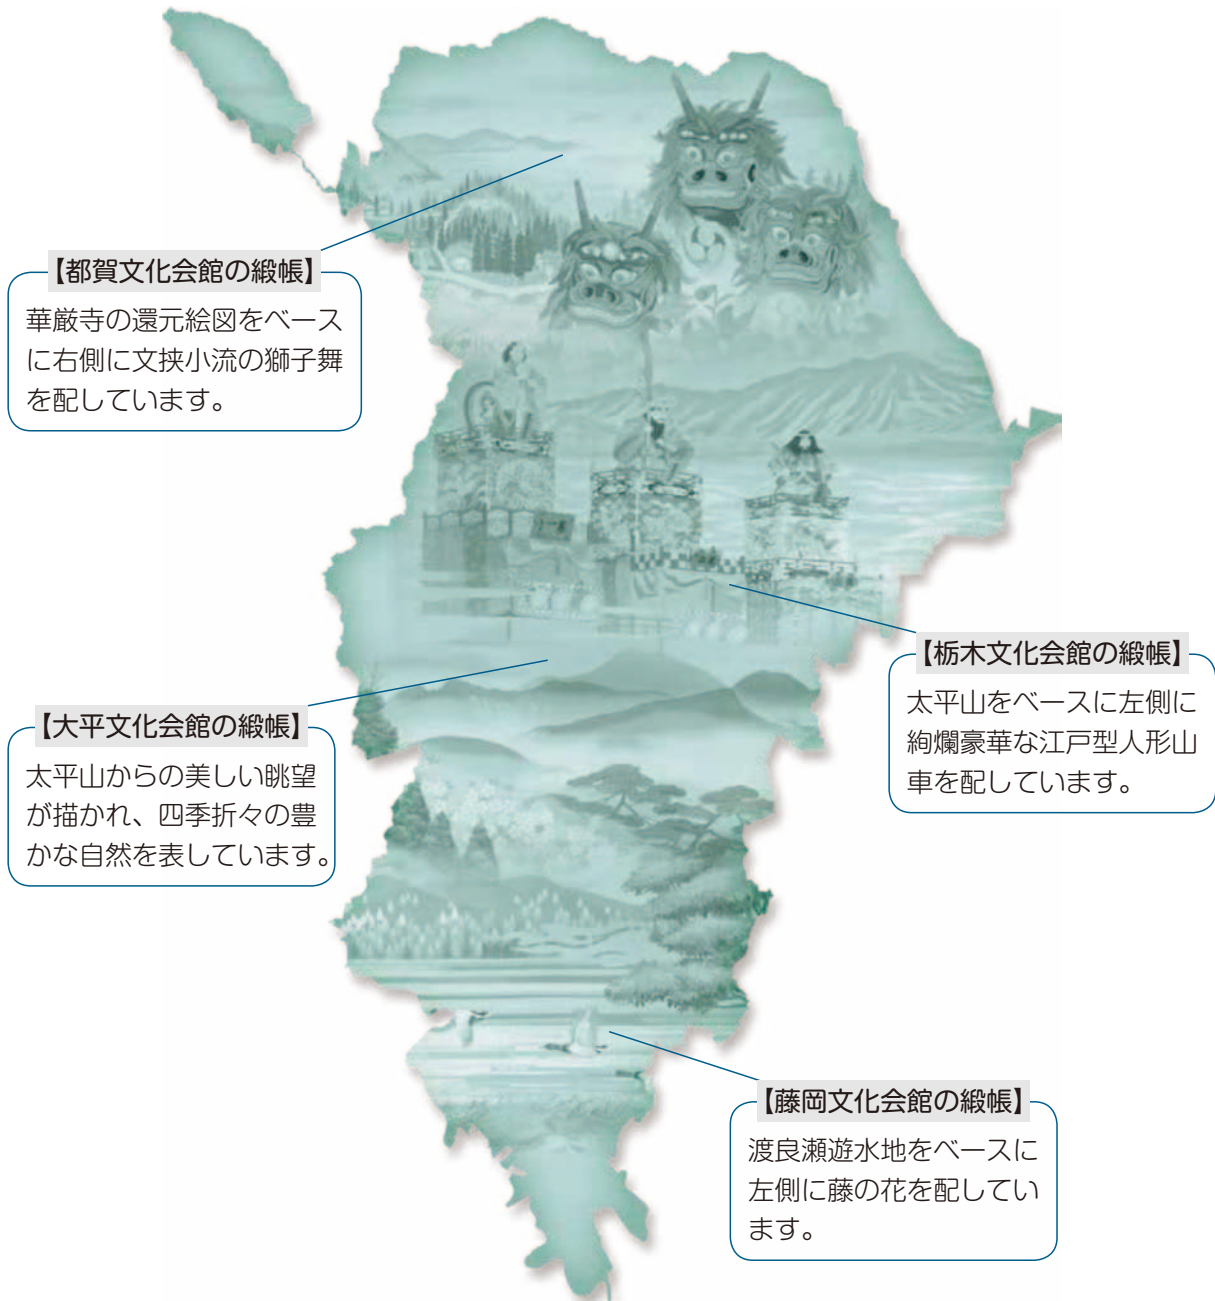 【都賀文化会館の緞帳】
華厳寺の還元絵図をベース
に右側に文挟小流の獅子舞
を配しています。
【栃木文化会館の緞帳】
太平山をベースに左側に
絢爛豪華な江戸型人形山
車を配しています。
【大平文化会館の緞帳】
太平山からの美しい眺望
が描かれ、四季折々の豊
かな自然を表しています。
【藤岡文化会館の緞帳】
渡良瀬遊水地をベースに
左側に藤の花を配してい
ます。